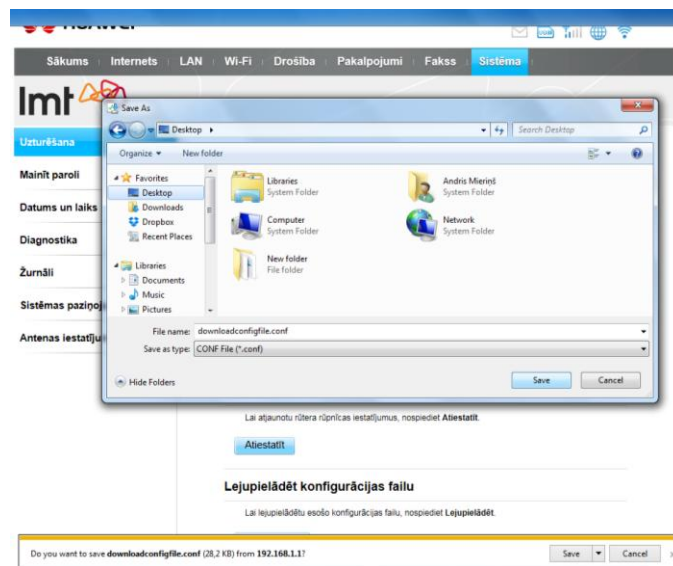 Sākums Internets LAN Wi-Fi Drošība Pakalpojumi Fakss Sistēma
lmt
Uzturēšana
Mainīt paroli
Datums un laiks
Diagnostika
Žurnāli
Sistēmas paziņoj
Antenas iestatīju
Save As
Desktop
Search Desktop
Organize New folder
Favorites
Desktop
Downloads
Dropbox
Recent Places
Libraries
Documents
Music
Pictures
Libraries
System Folder
Andris Mieriņš
System Folder
Computer
System Folder
Network
System Folder
New folder
File folder
File name: downloadconfigfile.conf
Save as type: CONF File (*.conf)
Hide Folders
Save Cancel
Lai atjaunotu rūtera rūpnīcas iestatījumus, nospiediet Atiestatīt.
Atiestatīt
Lejupielādēt konfigurācijas failu
Lai lejupielādētu esošo konfigurācijas failu, nospiediet Lejupielādēt.
Do you want to save downloadconfigfile.conf (28,2 KB) from 192.168.1.1?
Save Cancel